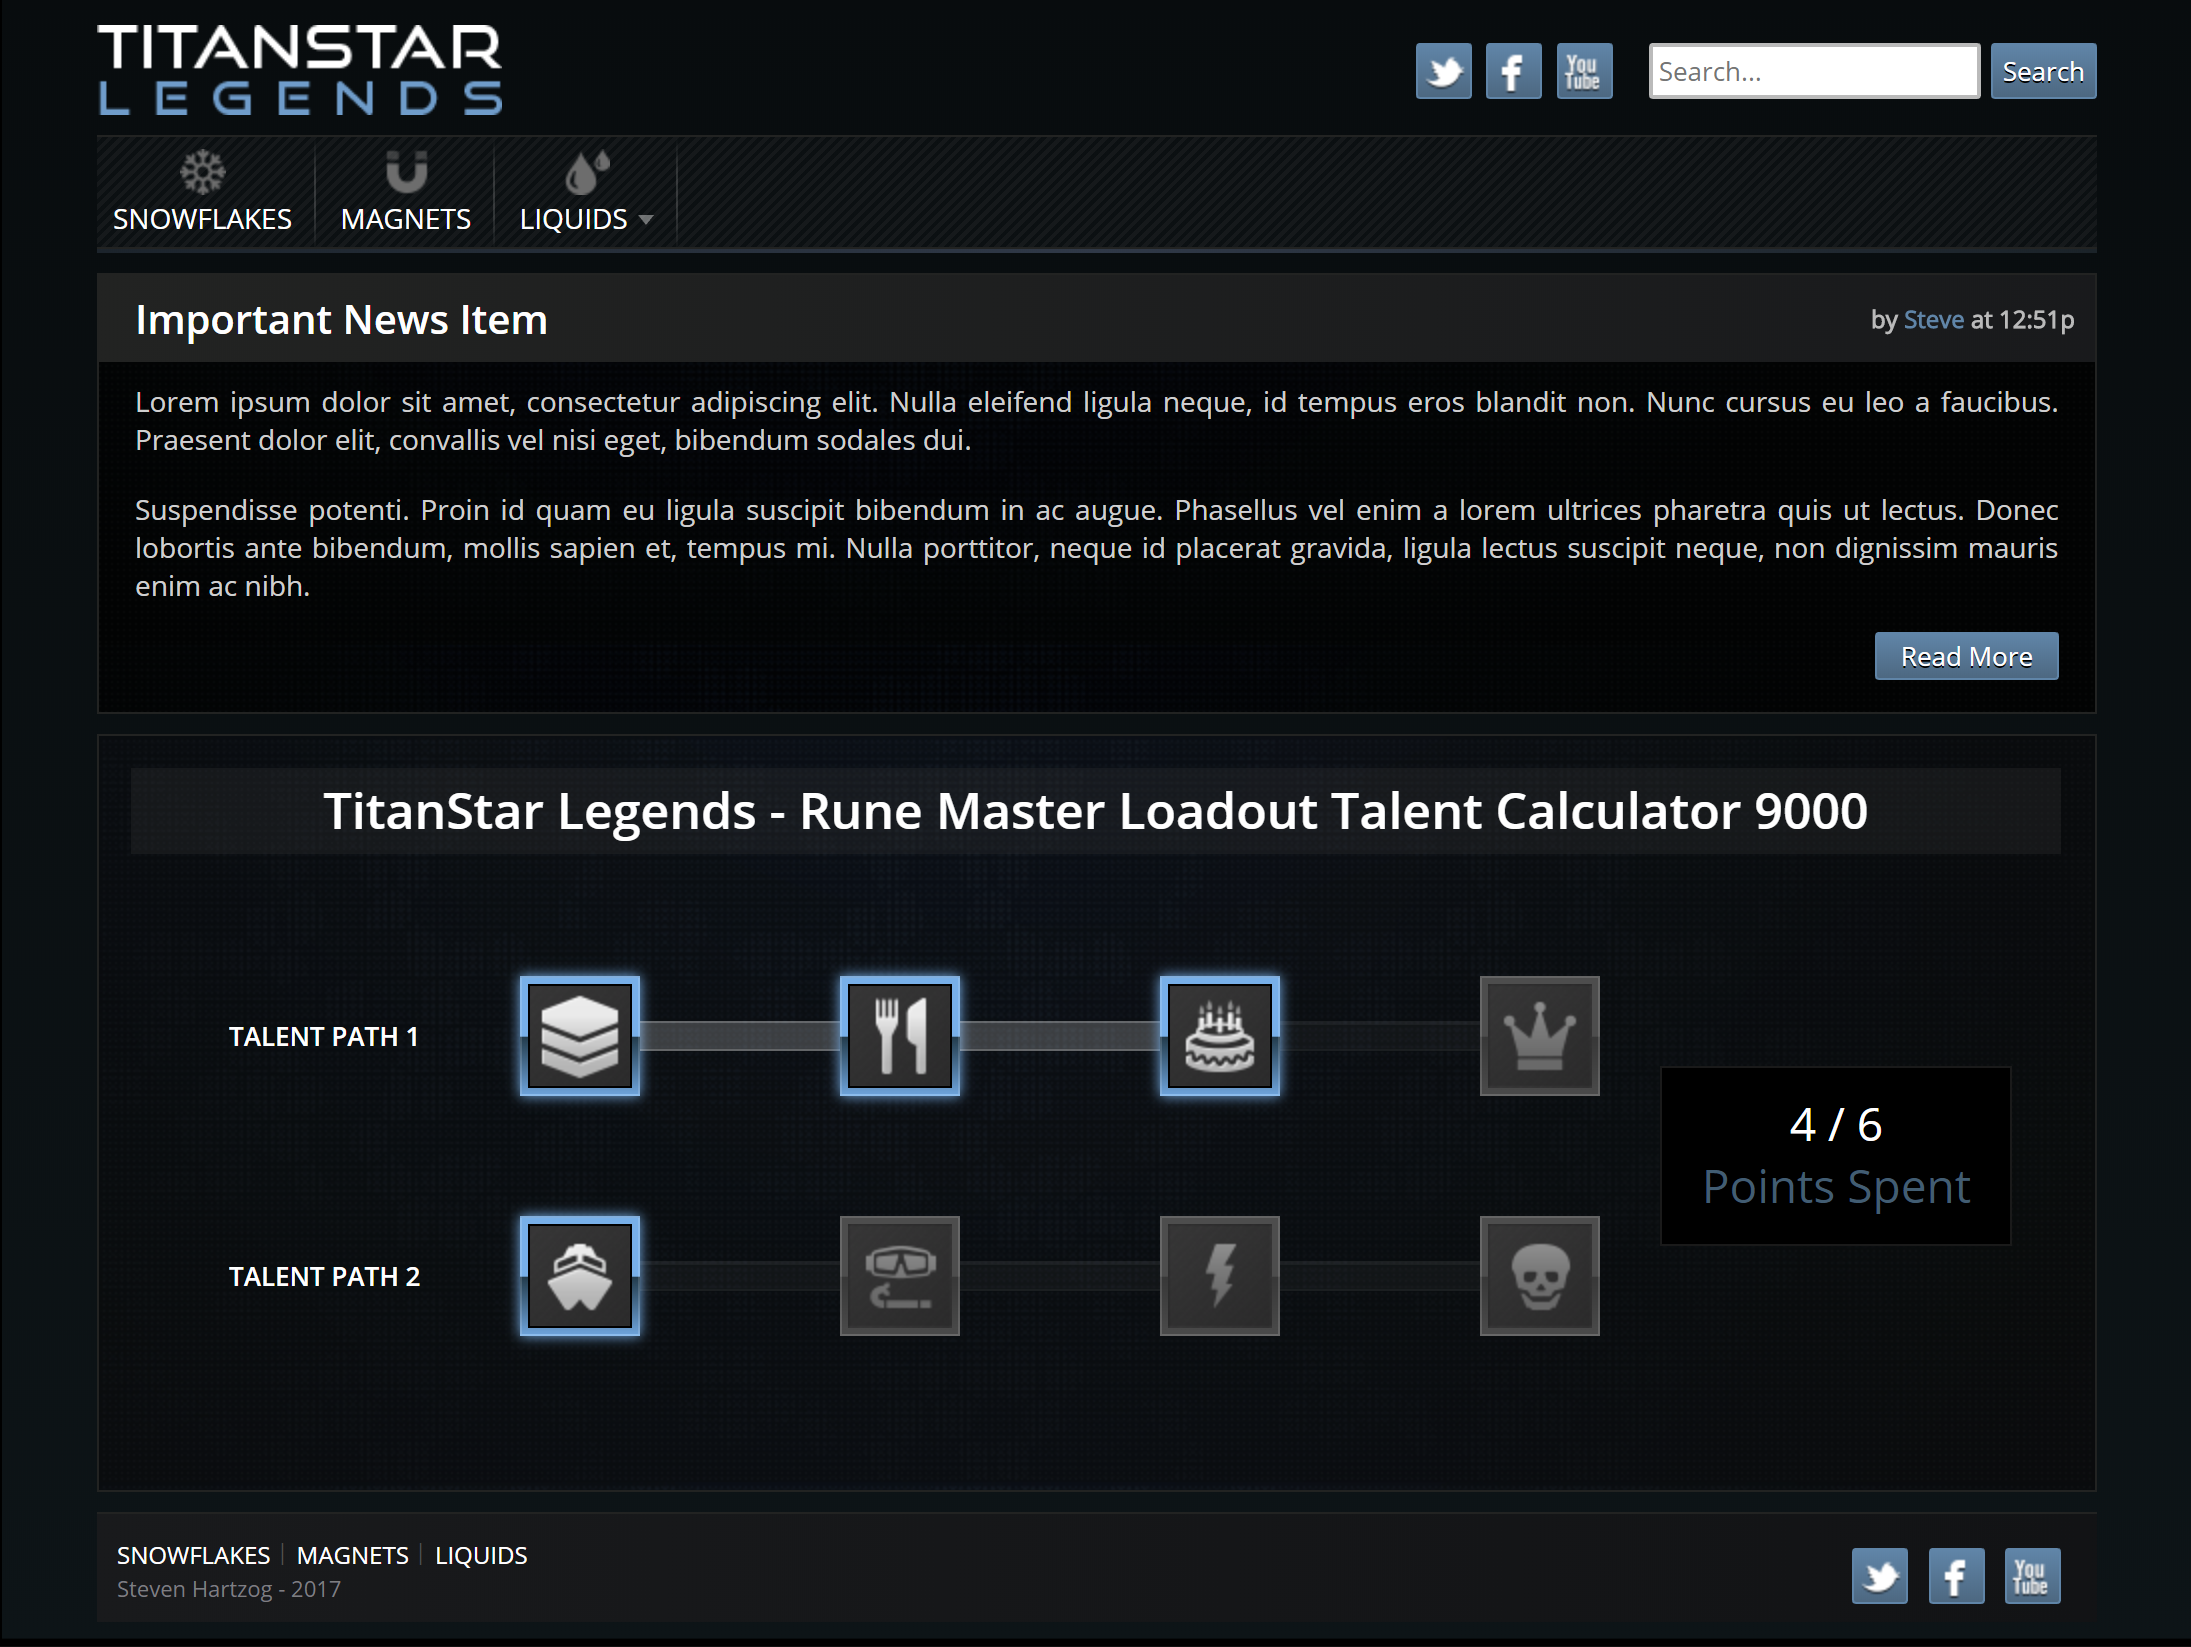 TITANSTAR
LEGENDS
You
Tube
Search...
Search
SNOWFLAKES
MAGNETS
LIQUIDS
Important News Item
by Steve at 12:51p
Lorem ipsum dolor sit amet, consectetur adipiscing elit. Nulla eleifend ligula neque, id tempus eros blandit non. Nunc cursus eu leo a faucibus.
Praesent dolor elit, convallis vel nisi eget, bibendum sodales dui.
Suspendisse potenti. Proin id quam eu ligula suscipit bibendum in ac augue. Phasellus vel enim a lorem ultrices pharetra quis ut lectus. Donec
lobortis ante bibendum, mollis sapien et, tempus mi. Nulla porttitor, neque id placerat gravida, ligula lectus suscipit neque, non dignissim mauris
enim ac nibh.
Read More
TitanStar Legends - Rune Master Loadout Talent Calculator 9000
TALENT PATH 1
4 / 6
Points Spent
TALENT PATH 2
SNOWFLAKES | MAGNETS | LIQUIDS
Steven Hartzog - 2017
You
Tube